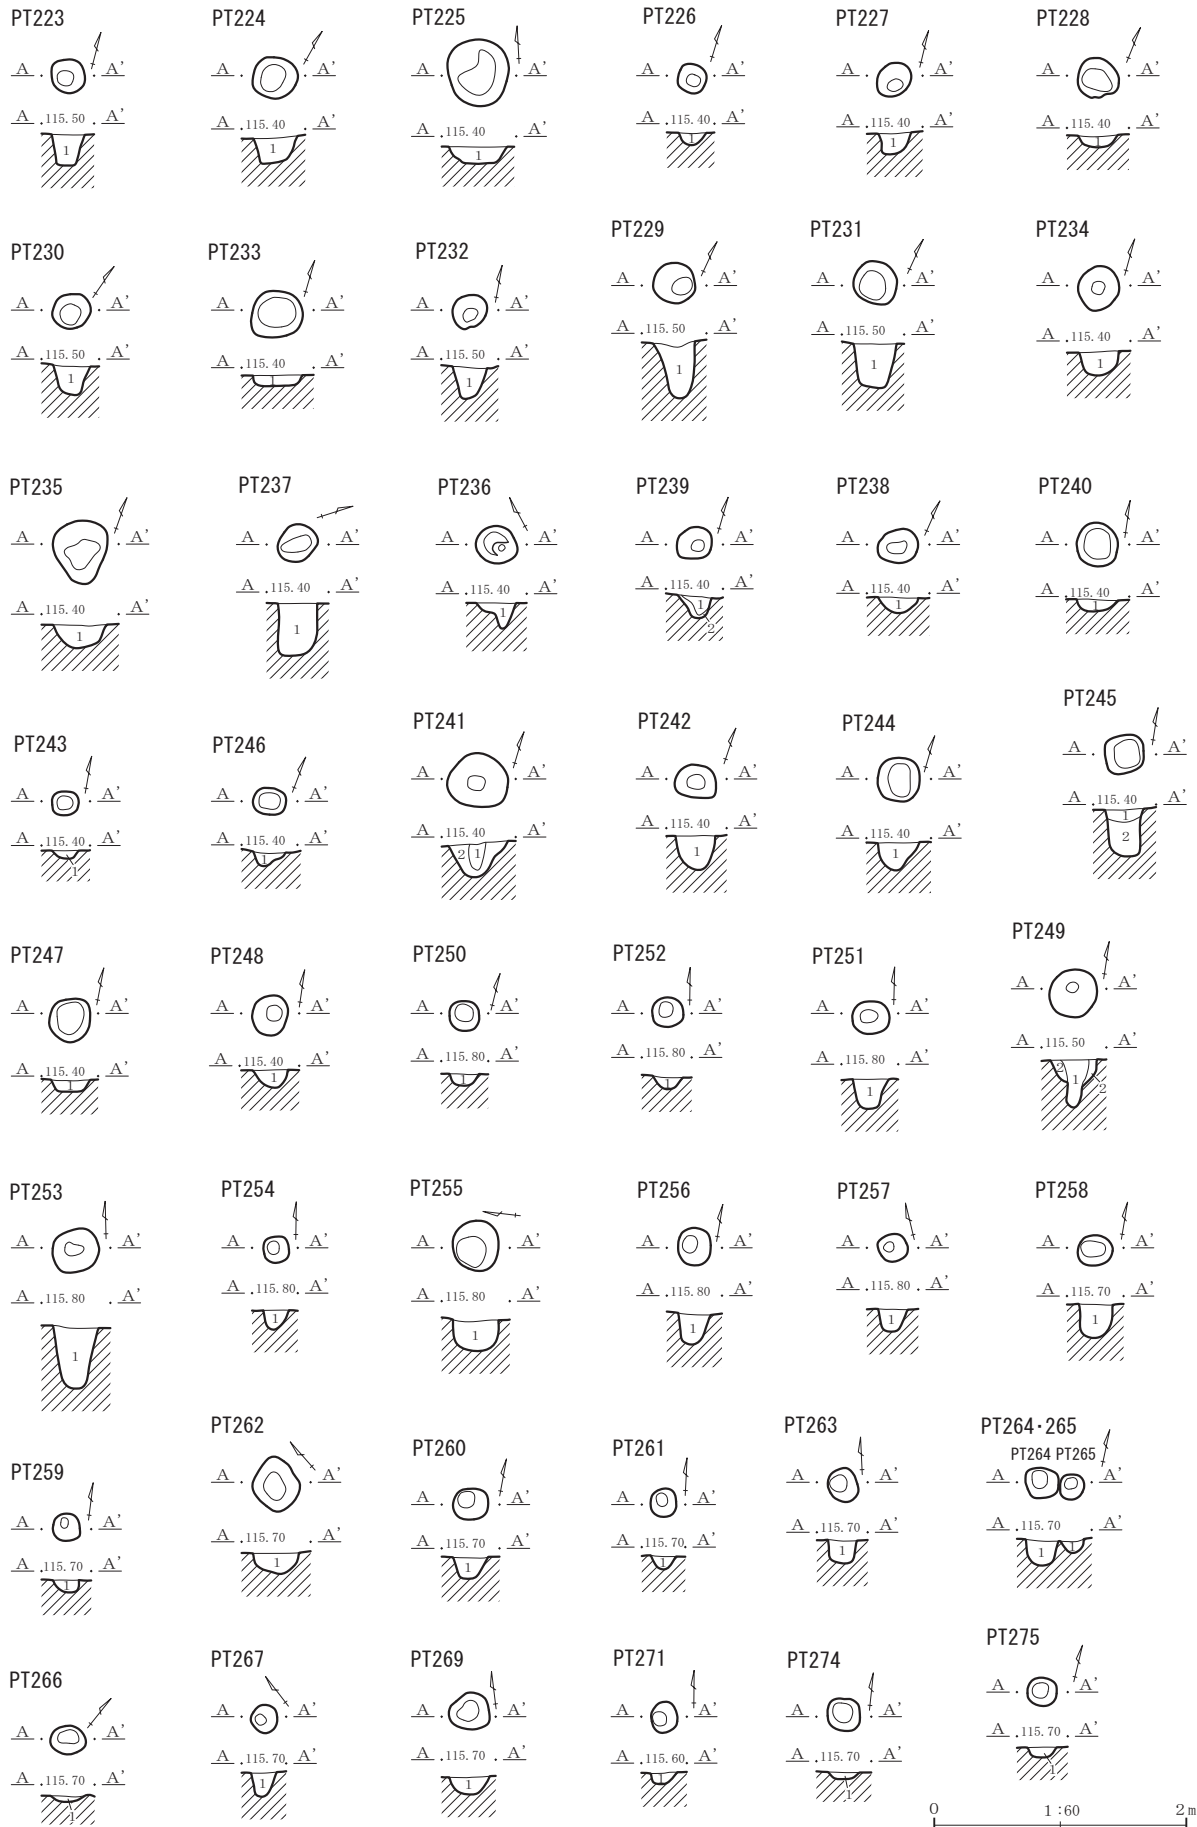 PT223 PT224 PT225 PT226 PT227 PT228
A A' A A' A A' A A' A A' A A'
A 115.50 A' A 115.40 A' A 115.40 A' A 115.40 A' A 115.40 A' A 115.40 A'
1 1 1 1 1 1
PT230 PT233 PT232 PT229 PT231 PT234
A A' A A' A A' A A' A A' A A'
A 115.50 A' A 115.40 A' A 115.50 A' A 115.50 A' A 115.50 A' A 115.40 A'
1 1 1 1 1 1
PT235 PT237 PT236 PT239 PT238 PT240
A A' A A' A A' A A' A A' A A'
A 115.40 A' A 115.40 A' A 115.40 A' A 115.40 A' A 115.40 A' A 115.40 A'
1 1 1 1 2 1 1
PT243 PT246 PT241 PT242 PT244 PT245
A A' A A' A A' A A' A A' A A'
A 115.40 A' A 115.40 A' A 115.40 A' A 115.40 A' A 115.40 A' A 115.40 A'
1 1 2 1 1 1 1 2
PT247 PT248 PT250 PT252 PT251 PT249
A A' A A' A A' A A' A A' A A'
A 115.40 A' A 115.40 A' A 115.80 A' A 115.80 A' A 115.80 A' A 115.50 A'
1 1 1 1 1 2 1 2
PT253 PT254 PT255 PT256 PT257 PT258
A A' A A' A A' A A' A A' A A'
A 115.80 A' A 115.80 A' A 115.80 A' A 115.80 A' A 115.80 A' A 115.70 A'
1 1 1 1 1 1
PT259 PT262 PT260 PT261 PT263 PT264・265
PT264 PT265
A A' A A' A A' A A' A A' A A'
A 115.70 A' A 115.70 A' A 115.70 A' A 115.70 A' A 115.70 A' A 115.70 A'
1 1 1 1 1 1 1
PT266 PT267 PT269 PT271 PT274 PT275
A A' A A' A A' A A' A A' A A'
A 115.70 A' A 115.70 A' A 115.70 A' A 115.60 A' A 115.70 A' A 115.70 A'
1 1 1 1 1 1
0 1:60 2m